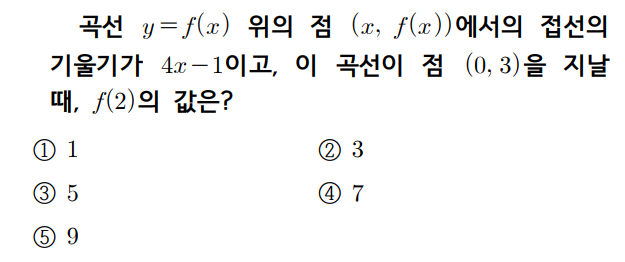 곡선 y=f(x) 위의 점 (x, f(x))에서의 접선의
기울기가 4x-1이고, 이 곡선이 점 (0, 3)을 지날
때, f(2)의 값은?
① 1 ② 3
③ 5 ④ 7
⑤ 9